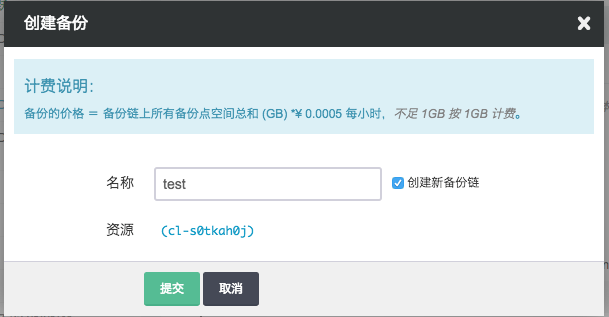 创建备份
计费说明：
备份的价格 ＝ 备份链上所有备份点空间总和 (GB) *¥ 0.0005 每小时，不足 1GB 按 1GB 计费。
名称 test 创建新备份链
资源 (cl-s0tkah0j)
提交 取消